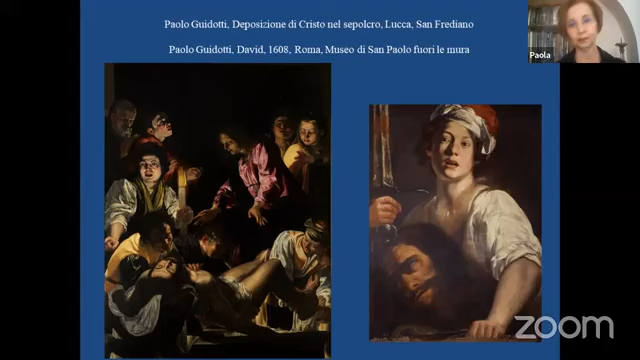 Paolo Guidotti, Deposizione di Cristo nel sepolcro, Lucca, San Frediano
Paolo Guidotti, David, 1608, Roma, Museo di San Paolo fuori le mura
Paola
zoom